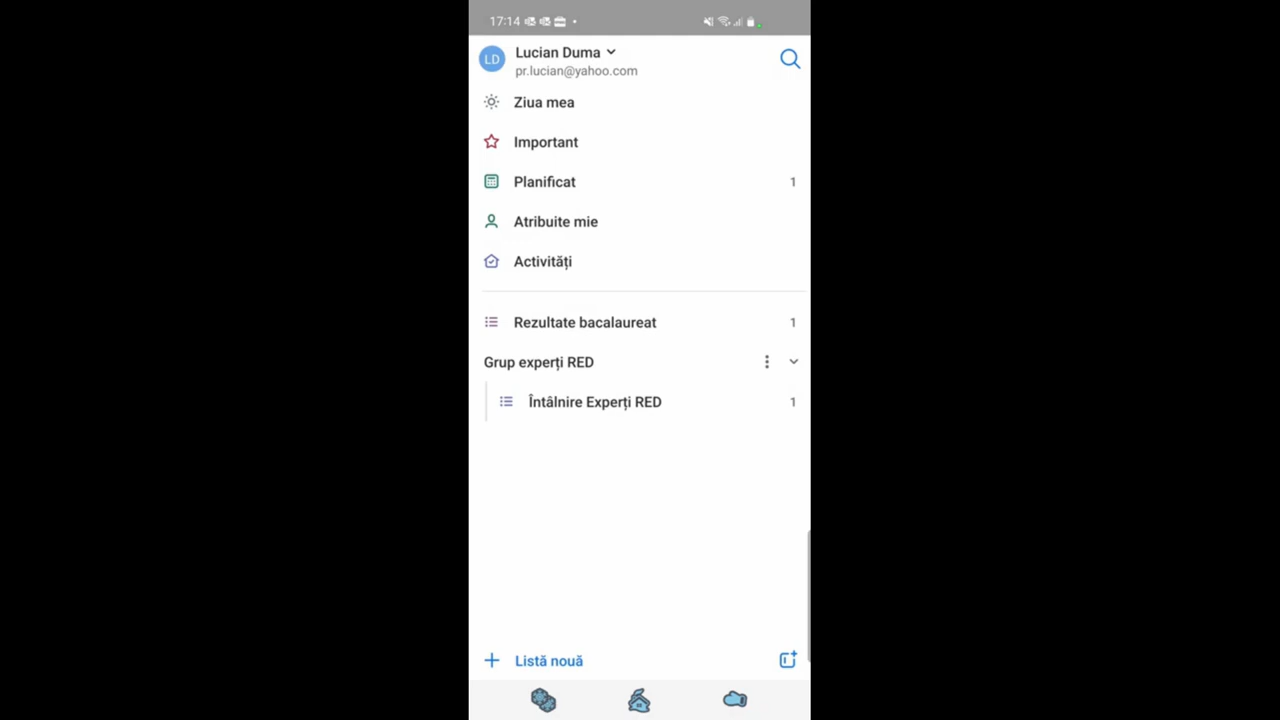 17:14
LD
Lucian Duma
pr.lucian@yahoo.com
Ziua mea
Important
Planificat 1
Atribuite mie
Activități
Rezultate bacalaureat 1
Grup experți RED
Întâlnire Experți RED 1
Listă nouă